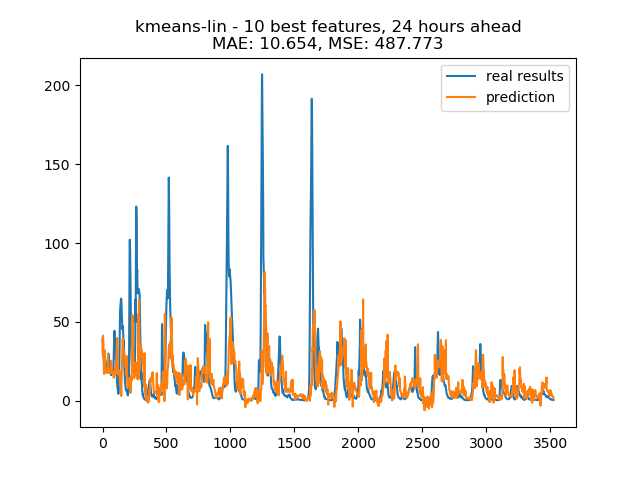 kmeans-lin - 10 best features, 24 hours ahead
MAE: 10.654, MSE: 487.773
real results
prediction
200
150
100
50
0
0 500 1000 1500 2000 2500 3000 3500